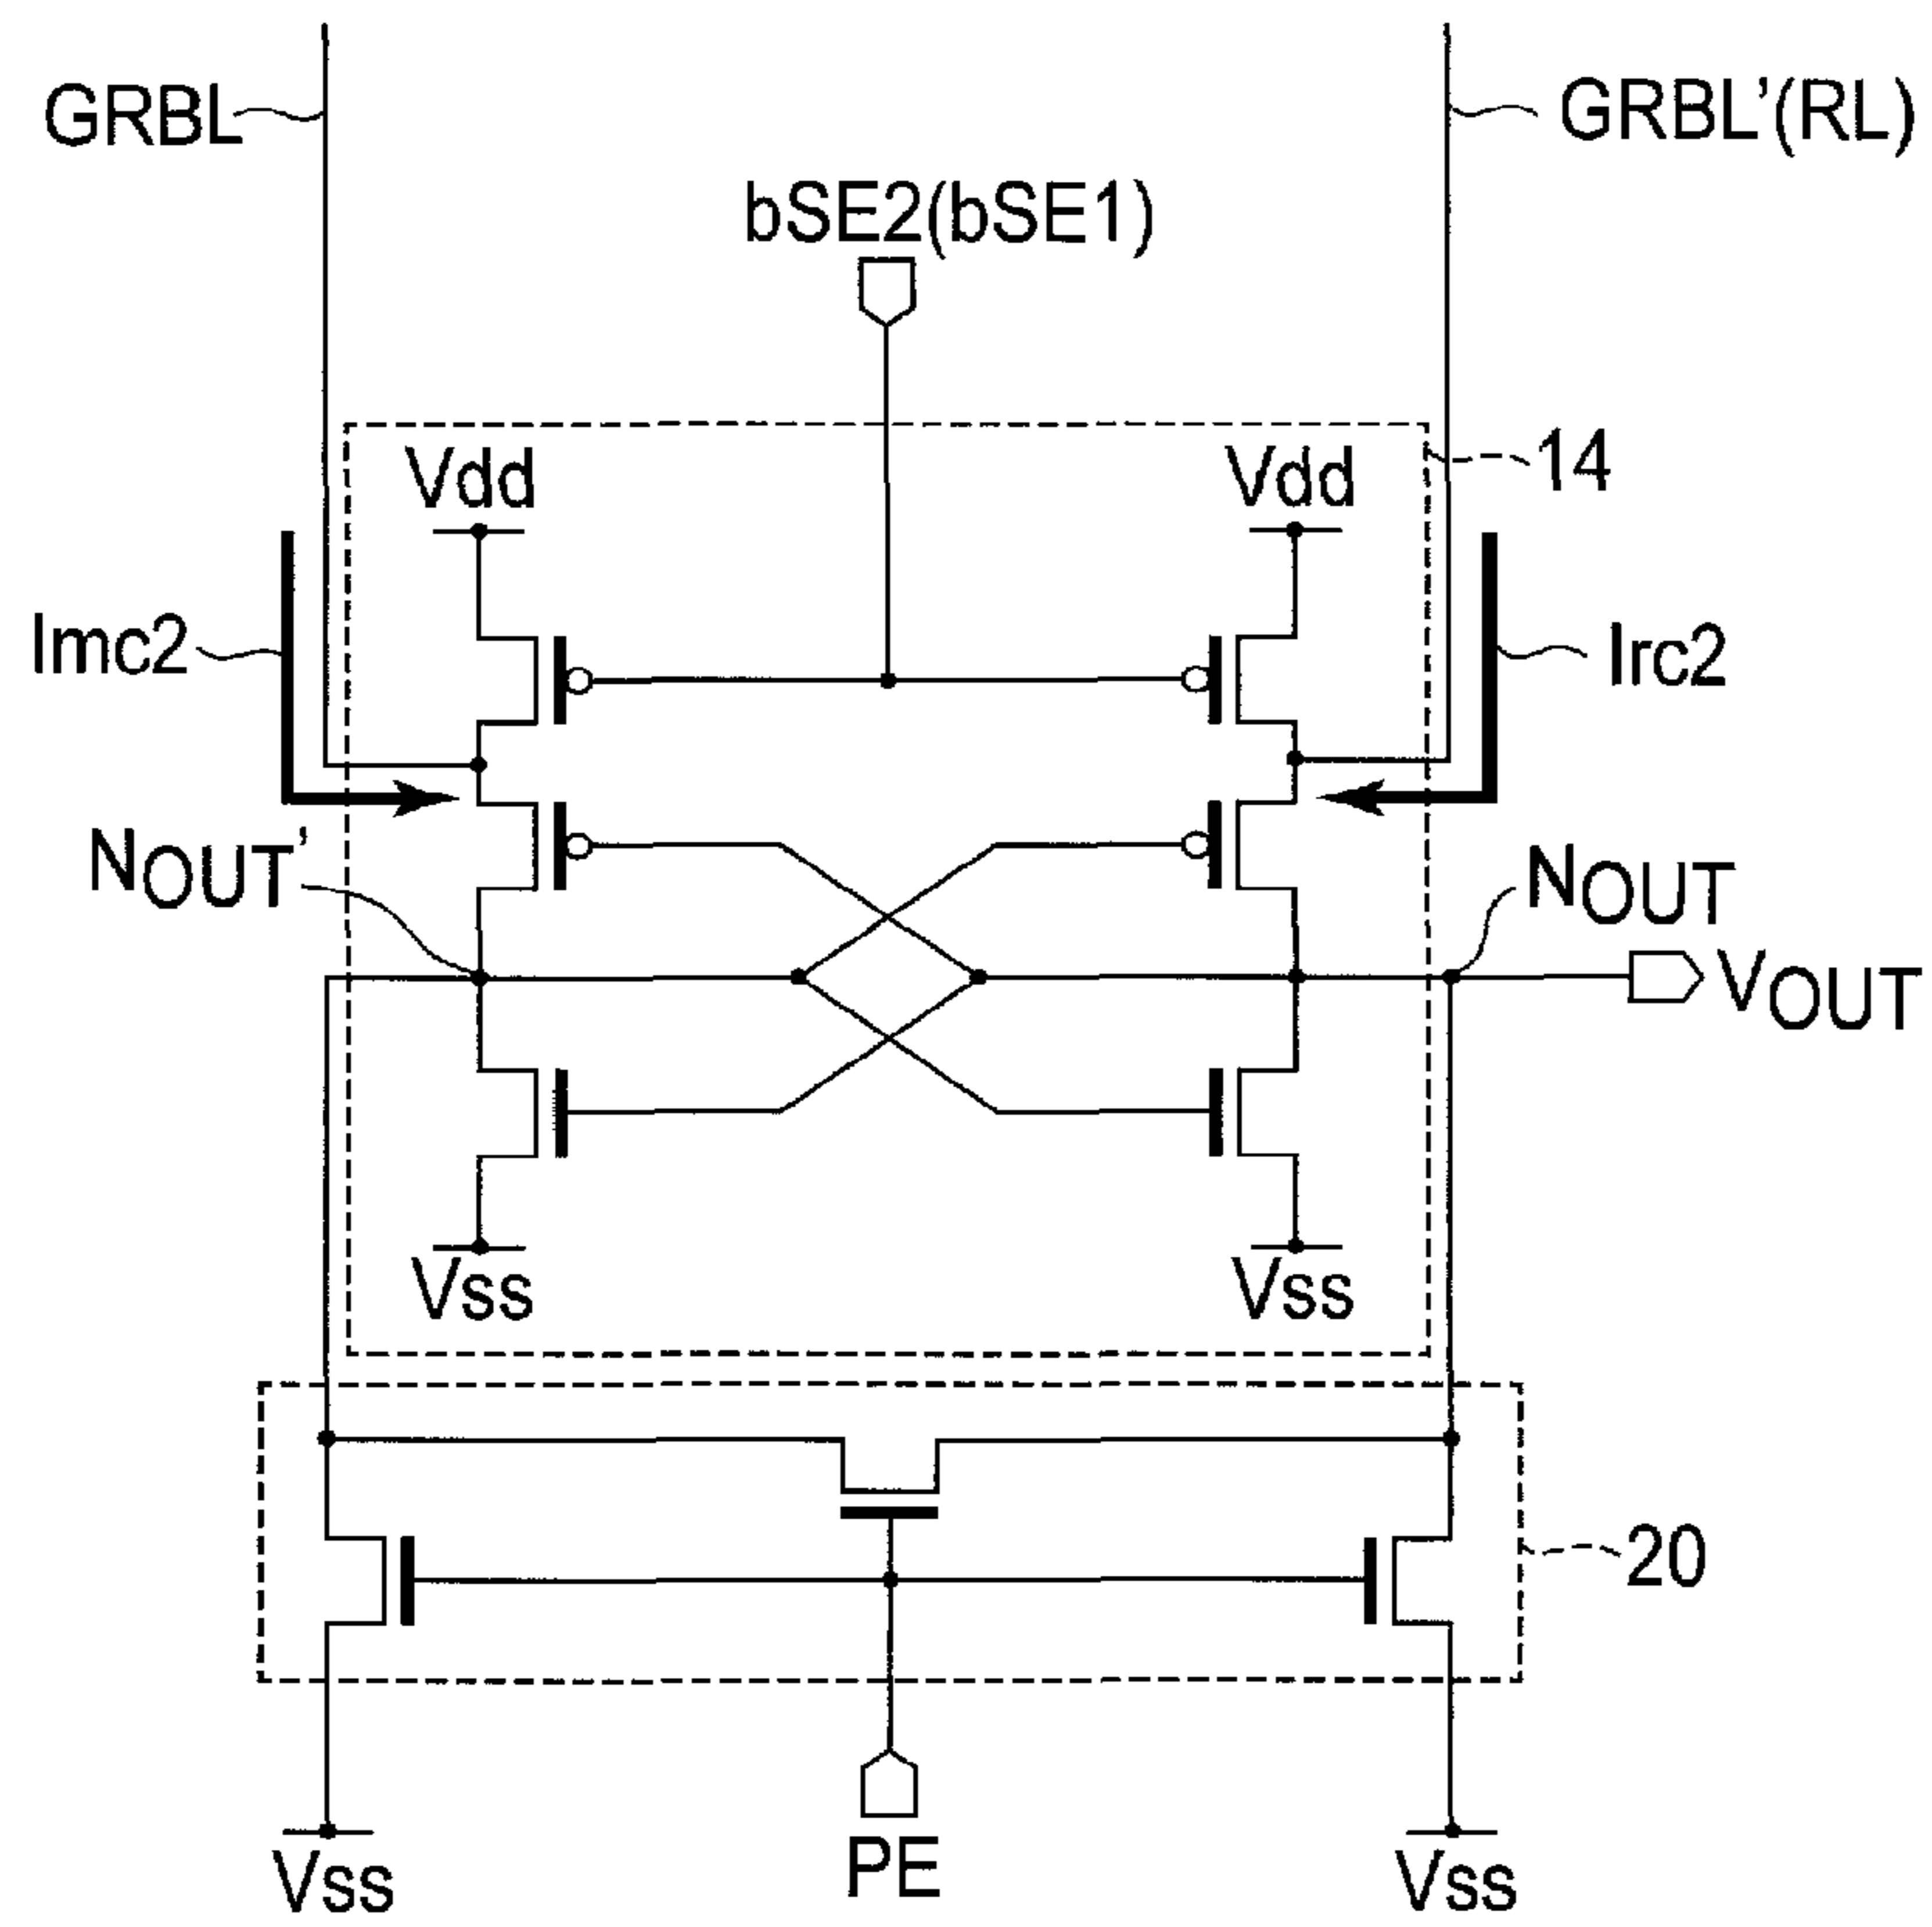 GRBL
GRBL'(RL)
bSE2(bSE1)
14
Vdd
Vdd
Imc2
Irc2
NOUT'
NOUT
VOUT
Vss
Vss
20
PE
Vss
Vss